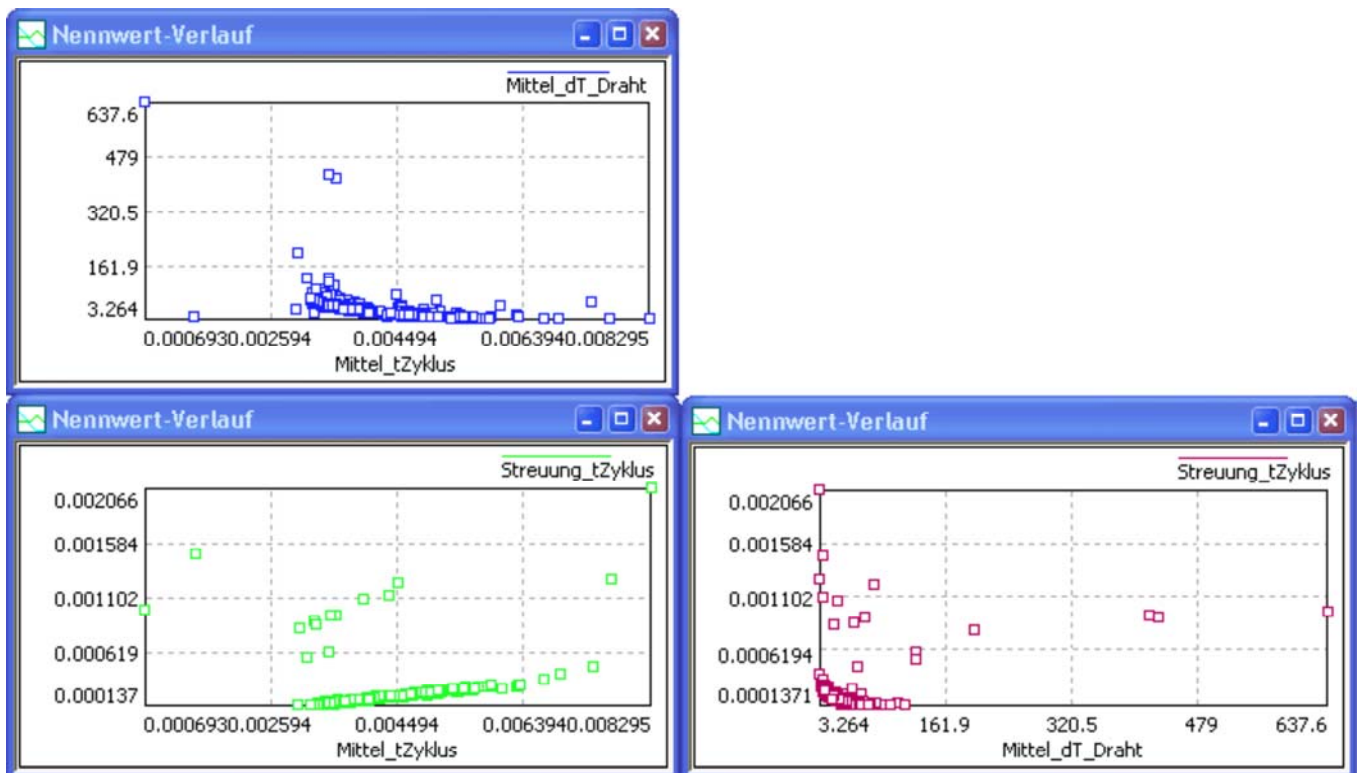 Nennwert-Verlauf
Mittel_dT_Draht
637.6
479
320.5
161.9
3.264
0.0006930.002594 0.004494 0.0063940.008295
Mittel_tZyklus
Nennwert-Verlauf
Streuung_tZyklus
0.002066
0.001584
0.001102
0.000619
0.000137
0.0006930.002594 0.004494 0.0063940.008295
Mittel_tZyklus
Nennwert-Verlauf
Streuung_tZyklus
0.002066
0.001584
0.001102
0.0006194
0.0001371
3.264 161.9 320.5 479 637.6
Mittel_dT_Draht